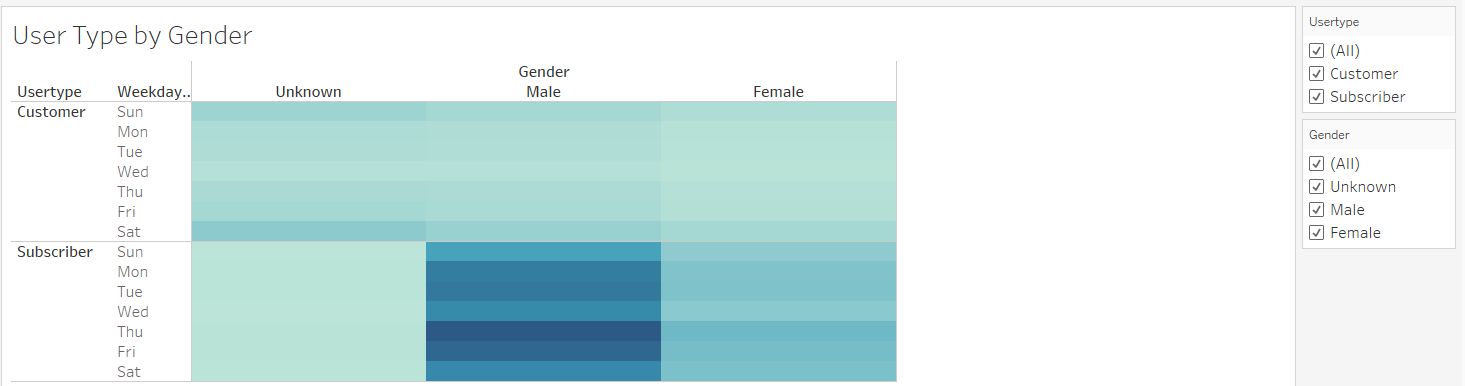 User Type by Gender
Gender
Usertype Weekday.. Unknown Male Female
Customer Sun
Mon
Tue
Wed
Thu
Fri
Sat
Subscriber Sun
Mon
Tue
Wed
Thu
Fri
Sat
Usertype
(All)
Customer
Subscriber
Gender
(All)
Unknown
Male
Female